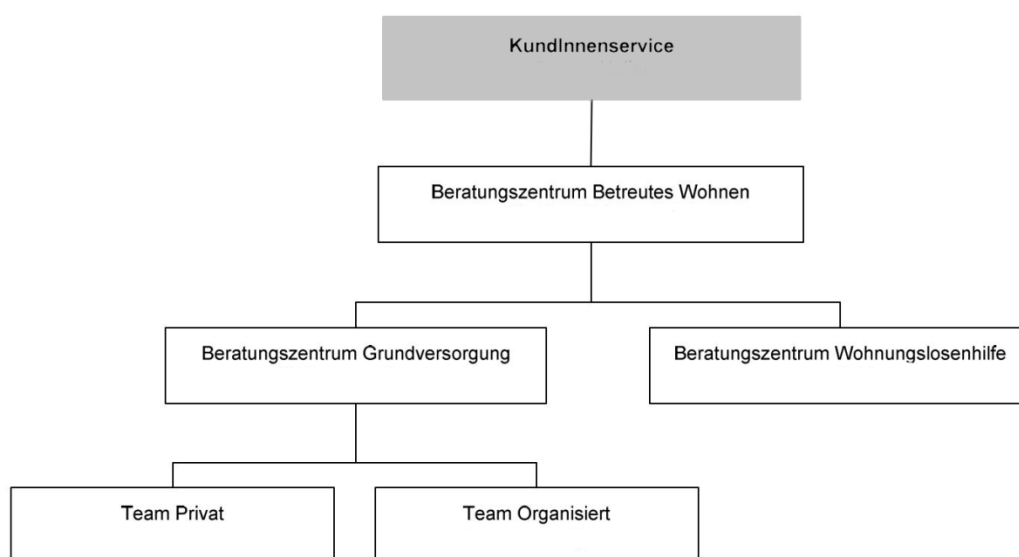 KundInnenservice
Beratungszentrum Betreutes Wohnen
Beratungszentrum Grundversorgung
Beratungszentrum Wohnungslosenhilfe
Team Privat
Team Organisiert